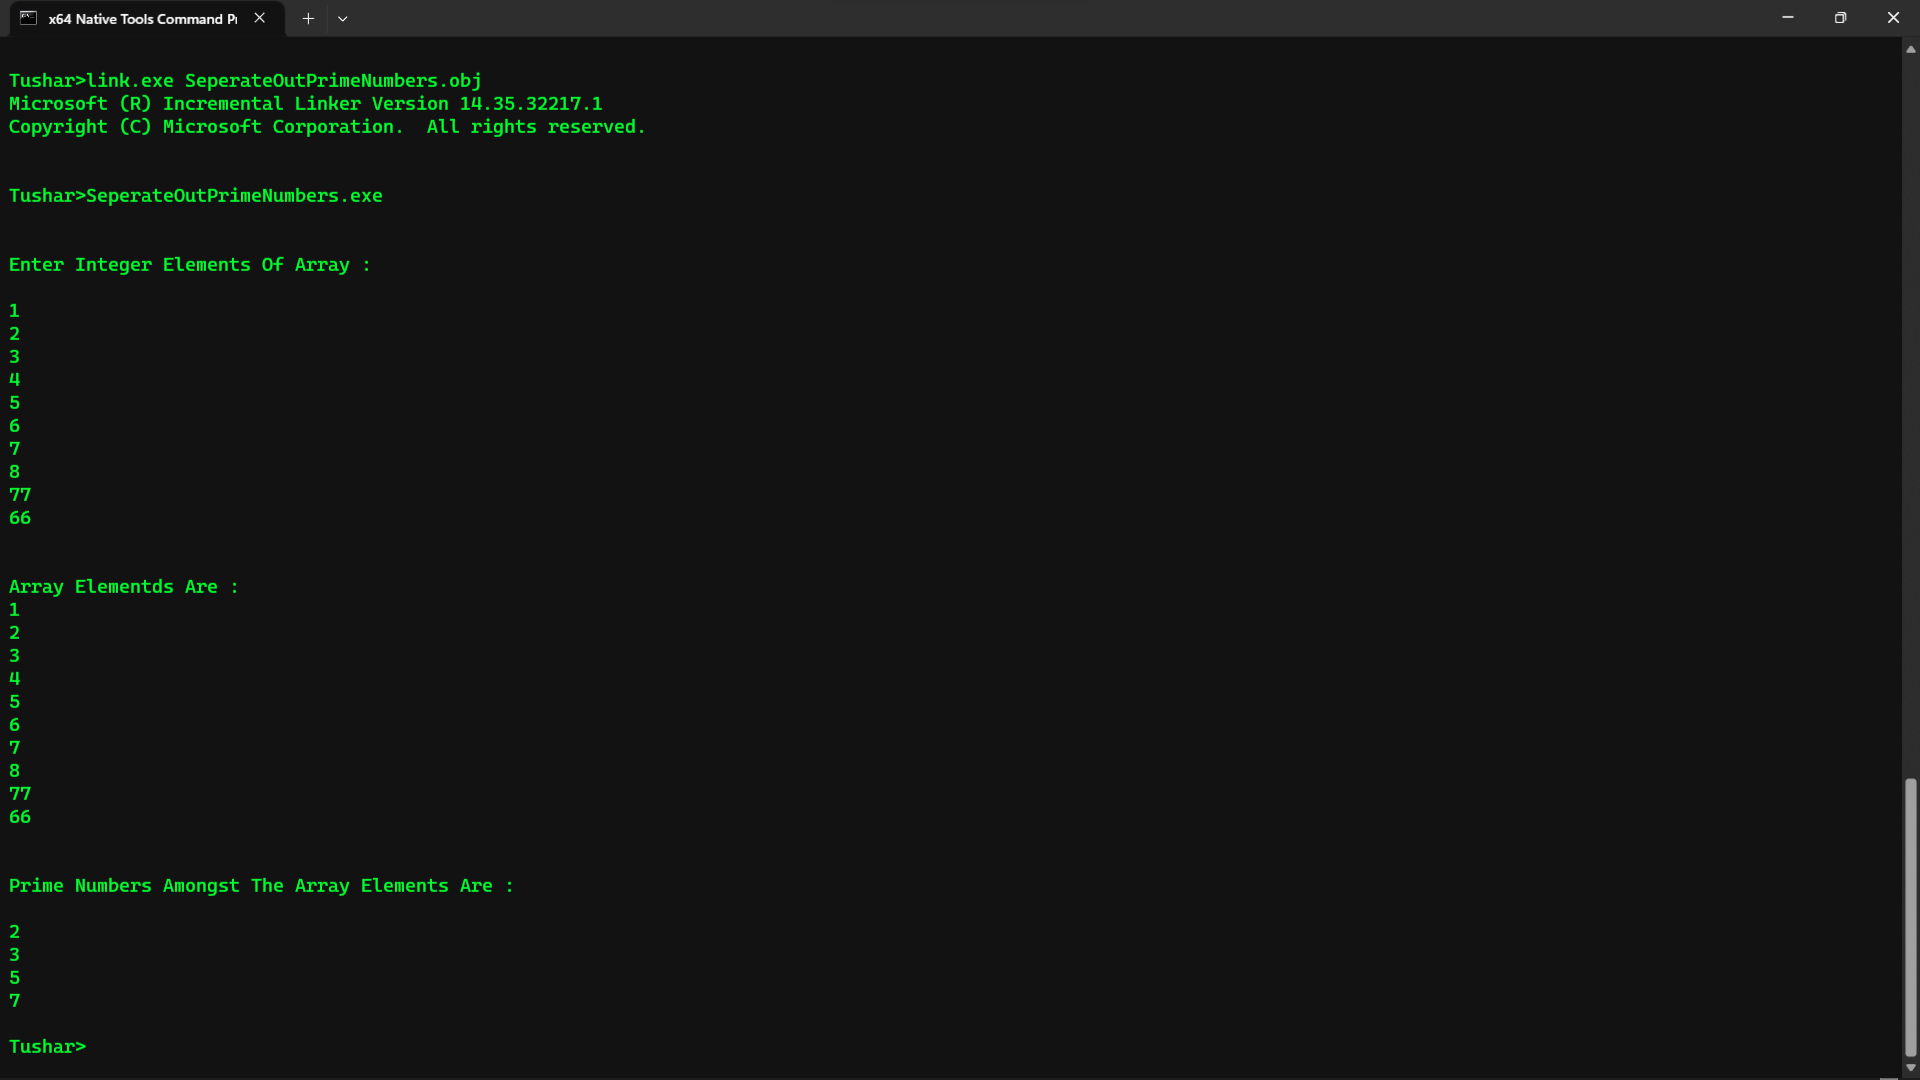 x64 Native Tools Command Pr
Tushar>link.exe SeperateOutPrimeNumbers.obj
Microsoft (R) Incremental Linker Version 14.35.32217.1
Copyright (C) Microsoft Corporation.  All rights reserved.
Tushar>SeperateOutPrimeNumbers.exe
Enter Integer Elements Of Array :
1
2
3
4
5
6
7
8
77
66
Array Elementds Are :
1
2
3
4
5
6
7
8
77
66
Prime Numbers Amongst The Array Elements Are :
2
3
5
7
Tushar>